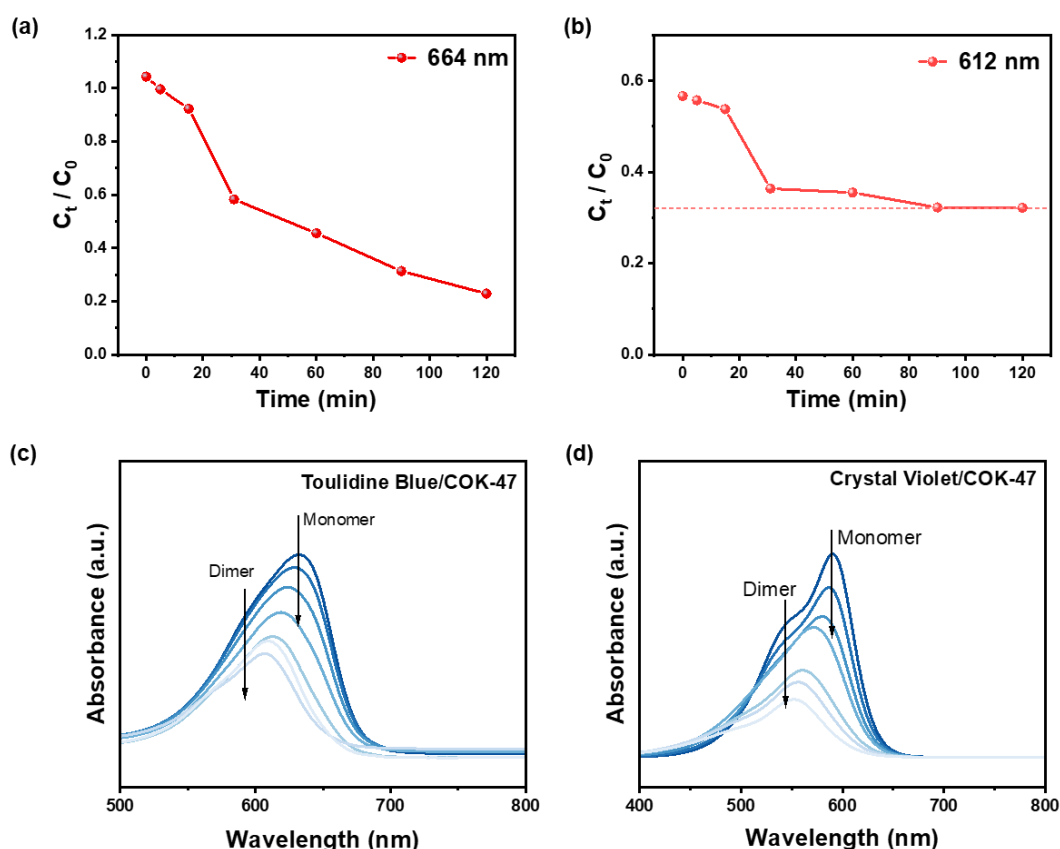 (a)
1.2
1.0
0.8
0.6
0.4
0.2
0.0
Ct / C0
664 nm
0 20 40 60 80 100 120
Time (min)
(b)
0.6
0.4
0.2
0.0
Ct / C0
612 nm
0 20 40 60 80 100 120
Time (min)
(c)
Absorbance (a.u.)
Toulidine Blue/COK-47
Monomer
Dimer
500 600 700 800
Wavelength (nm)
(d)
Absorbance (a.u.)
Crystal Violet/COK-47
Monomer
Dimer
400 500 600 700 800
Wavelength (nm)